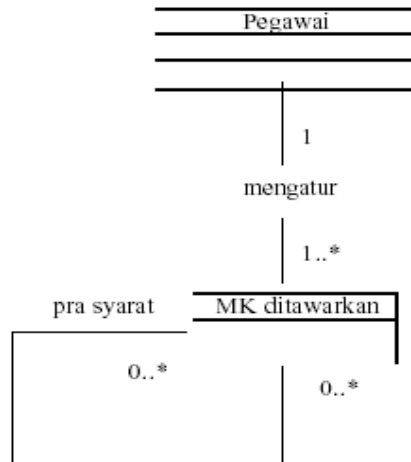 Pegawai
1
mengatur
1..*
pra syarat MK ditawarkan
0..* 0..*